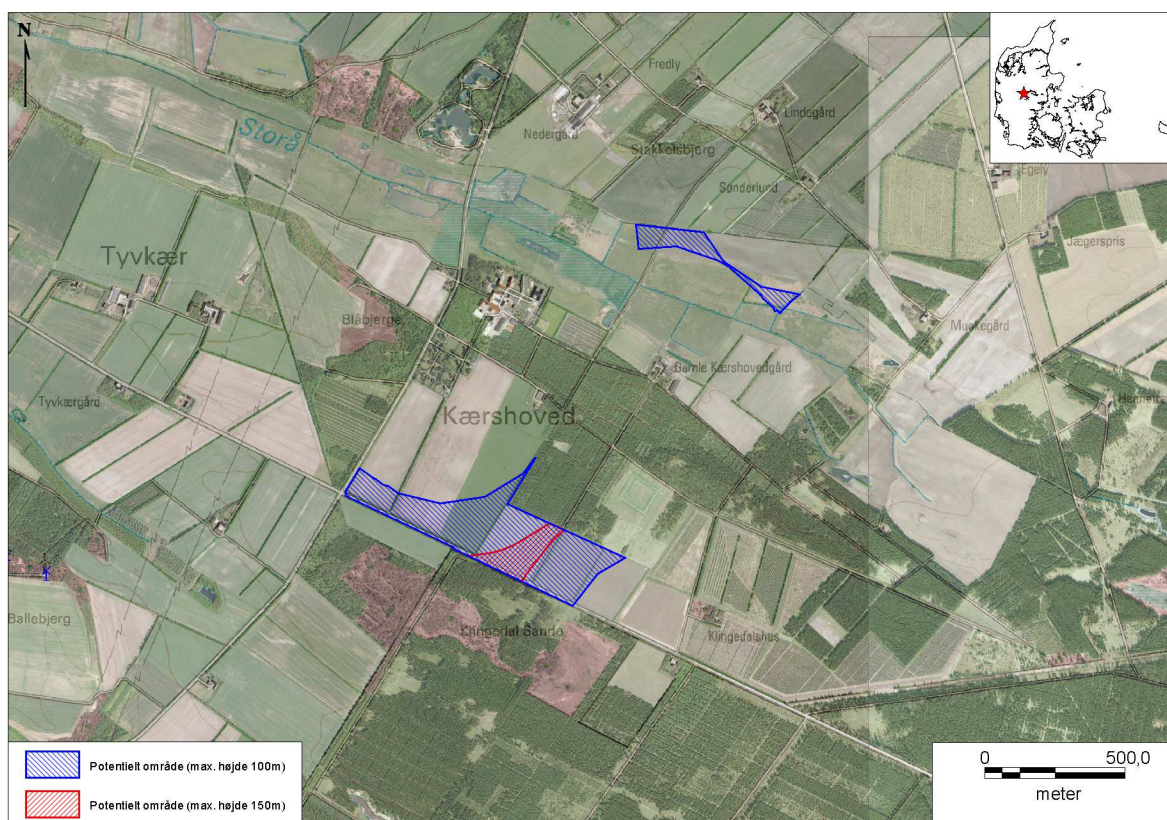 N
Fredly
Lindegård
Nedergård
Stakkelsbjerg
Storå
Sønderlund
Egely
Jægerspris
Tyvkær
Blåbjerge
Munkegård
Gamle Kærshovedgård
Tyvkærgård
Kærshoved
Ballebjerg
Klingedal Sande
Klingedalshus
Potentielt område (max. højde 100m)
Potentielt område (max. højde 150m)
0 500,0
meter